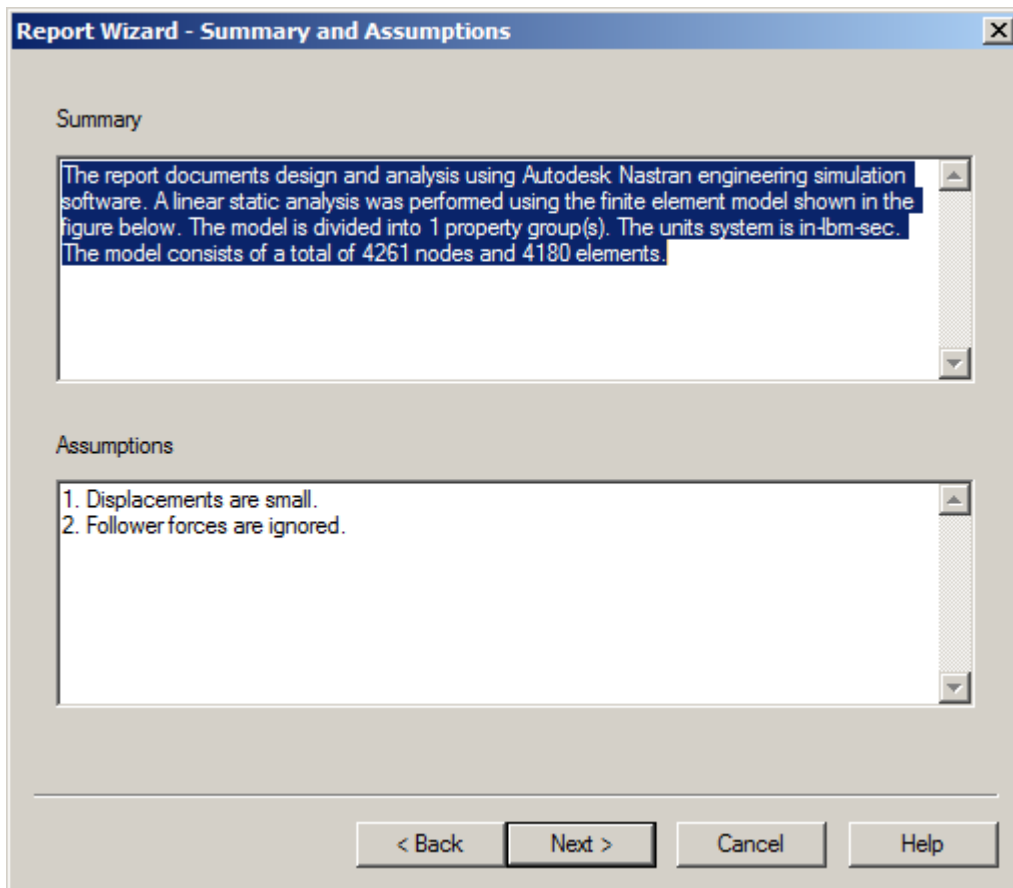 Report Wizard - Summary and Assumptions
Summary
The report documents design and analysis using Autodesk Nastran engineering simulation
software. A linear static analysis was performed using the finite element model shown in the
figure below. The model is divided into 1 property group(s). The units system is in-lbm-sec.
The model consists of a total of 4261 nodes and 4180 elements.
Assumptions
1. Displacements are small.
2. Follower forces are ignored.
< Back
Next >
Cancel
Help